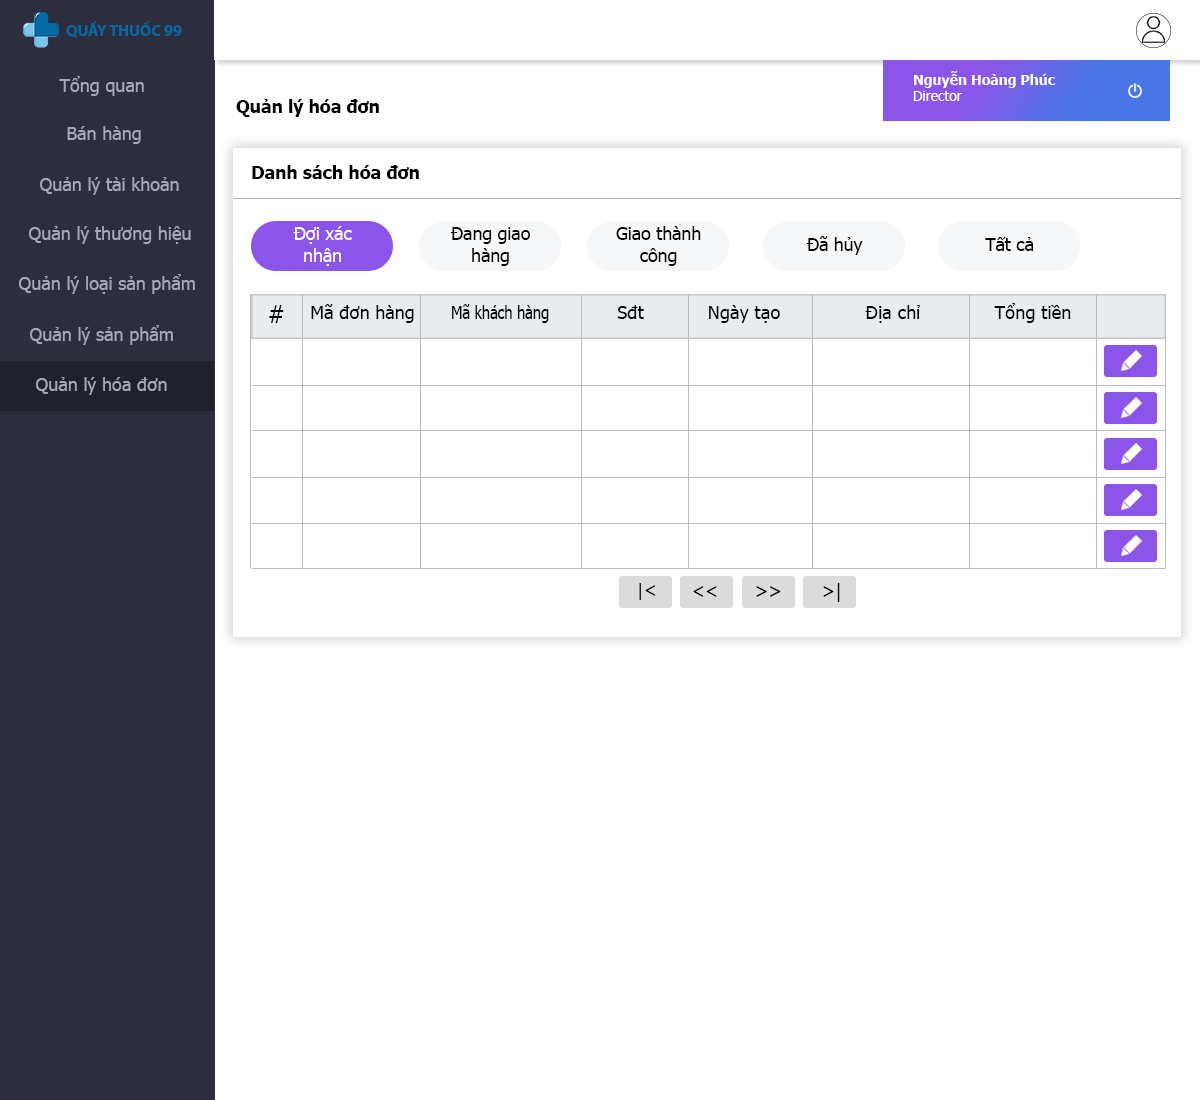 QUẦY THUỐC 99
Tổng quan
Bán hàng
Quản lý tài khoản
Quản lý thương hiệu
Quản lý loại sản phẩm
Quản lý sản phẩm
Quản lý hóa đơn
Nguyễn Hoàng Phúc
Director
Quản lý hóa đơn
Danh sách hóa đơn
Đợi xác
nhận
Đang giao
hàng
Giao thành
công
Đã hủy
Tất cả
# Mã đơn hàng Mã khách hàng Sđt Ngày tạo Địa chỉ Tổng tiền
|< << >> >|